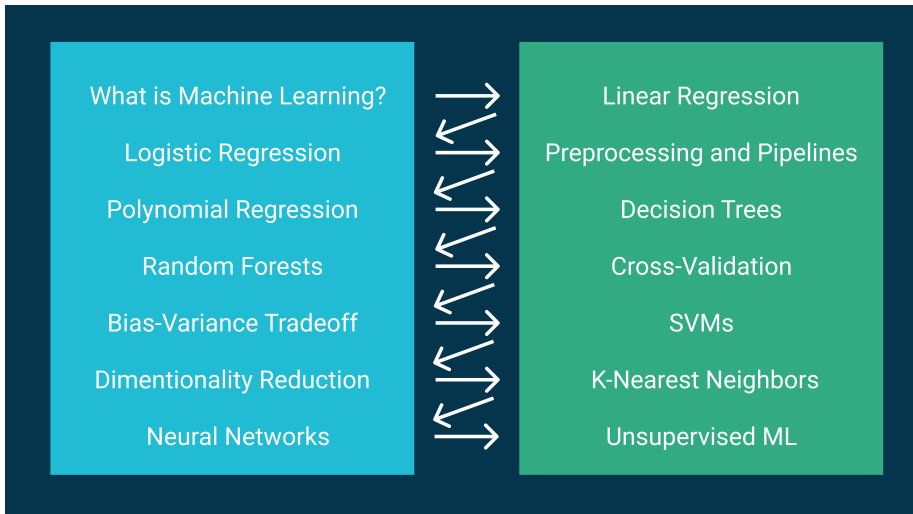 What is Machine Learning?
Linear Regression
Logistic Regression
Preprocessing and Pipelines
Polynomial Regression
Decision Trees
Random Forests
Cross-Validation
Bias-Variance Tradeoff
SVMs
Dimentionality Reduction
K-Nearest Neighbors
Neural Networks
Unsupervised ML